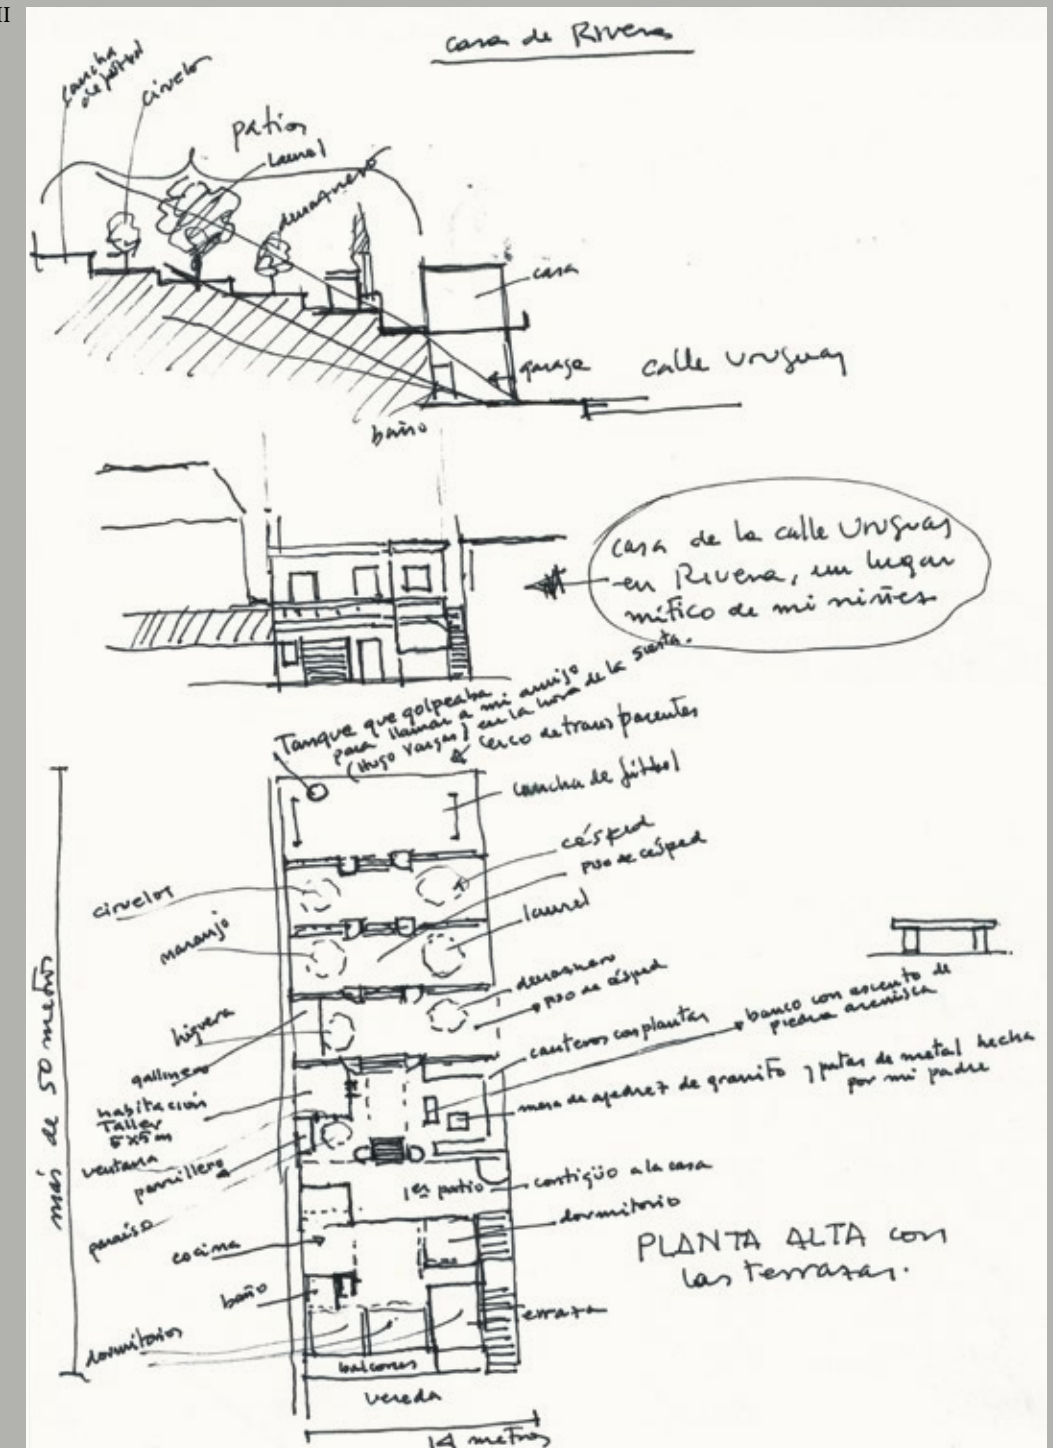 II
casa de Rivera
cancha
de fútbol
ciruelo
patios
laurel
duraznero
casa
garage
calle Uruguay
baño
casa de la calle Uruguay
en Rivera, un lugar
mítico de mi niñez
Tanque que golpeaba
para llamar a mi amigo
(Hugo Vargas) en la hora de la siesta.
cerco de transparentes
cancha de fútbol
césped
piso de césped
ciruelos
laurel
naranjo
duraznero
piso de césped
higuera
canteros con plantas
banco con asiento de
piedra arenisca
gallinero
mesa de ajedrez de granito y patas de metal hecha
por mi padre
habitación
Taller
5x5m
ventana
parrillero
1er patio
contigüo a la casa
paraíso
dormitorio
cocina
PLANTA ALTA con
las terrazas.
baño
terraza
dormitorios
balcones
vereda
14 metros
más de 50 metros